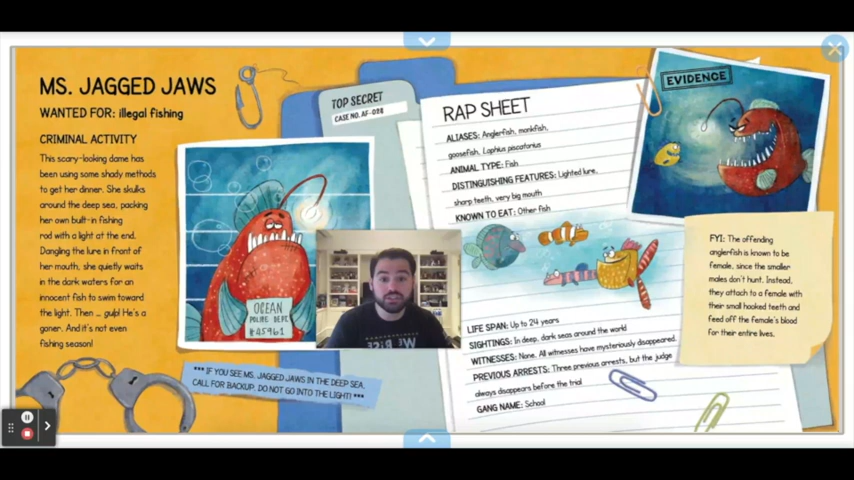 MS. JAGGED JAWS
WANTED FOR: illegal fishing
CRIMINAL ACTIVITY
This scary-looking dame has
been using some shady methods
to get her dinner. She skulks
around the deep sea, packing
her own built-in fishing
rod with a light at the end.
Dangling the lure in front of
her mouth, she quietly waits
in the dark waters for an
innocent fish to swim toward
the light. Then ... gulp! He's a
goner. And it's not even
fishing season!
OCEAN
POLICE DEPT.
#45961
*** IF YOU SEE MS. JAGGED JAWS IN THE DEEP SEA,
CALL FOR BACKUP. DO NOT GO INTO THE LIGHT! ***
TOP SECRET
CASE NO. AF-088
RAP SHEET
ALIASES: Anglerfish, monkfish,
goosefish, Lophius piscatorius
ANIMAL TYPE: Fish
DISTINGUISHING FEATURES: Lighted lure,
sharp teeth, very big mouth
KNOWN TO EAT: Other fish
LIFE SPAN: Up to 24 years
SIGHTINGS: In deep, dark seas around the world
WITNESSES: None. All witnesses have mysteriously disappeared.
PREVIOUS ARRESTS: Three previous arrests, but the judge
always disappears before the trial
GANG NAME: School
EVIDENCE
FYI: The offending
anglerfish is known to be
female, since the smaller
males don't hunt. Instead,
they attach to a female with
their small hooked teeth and
feed off the female's blood
for their entire lives.